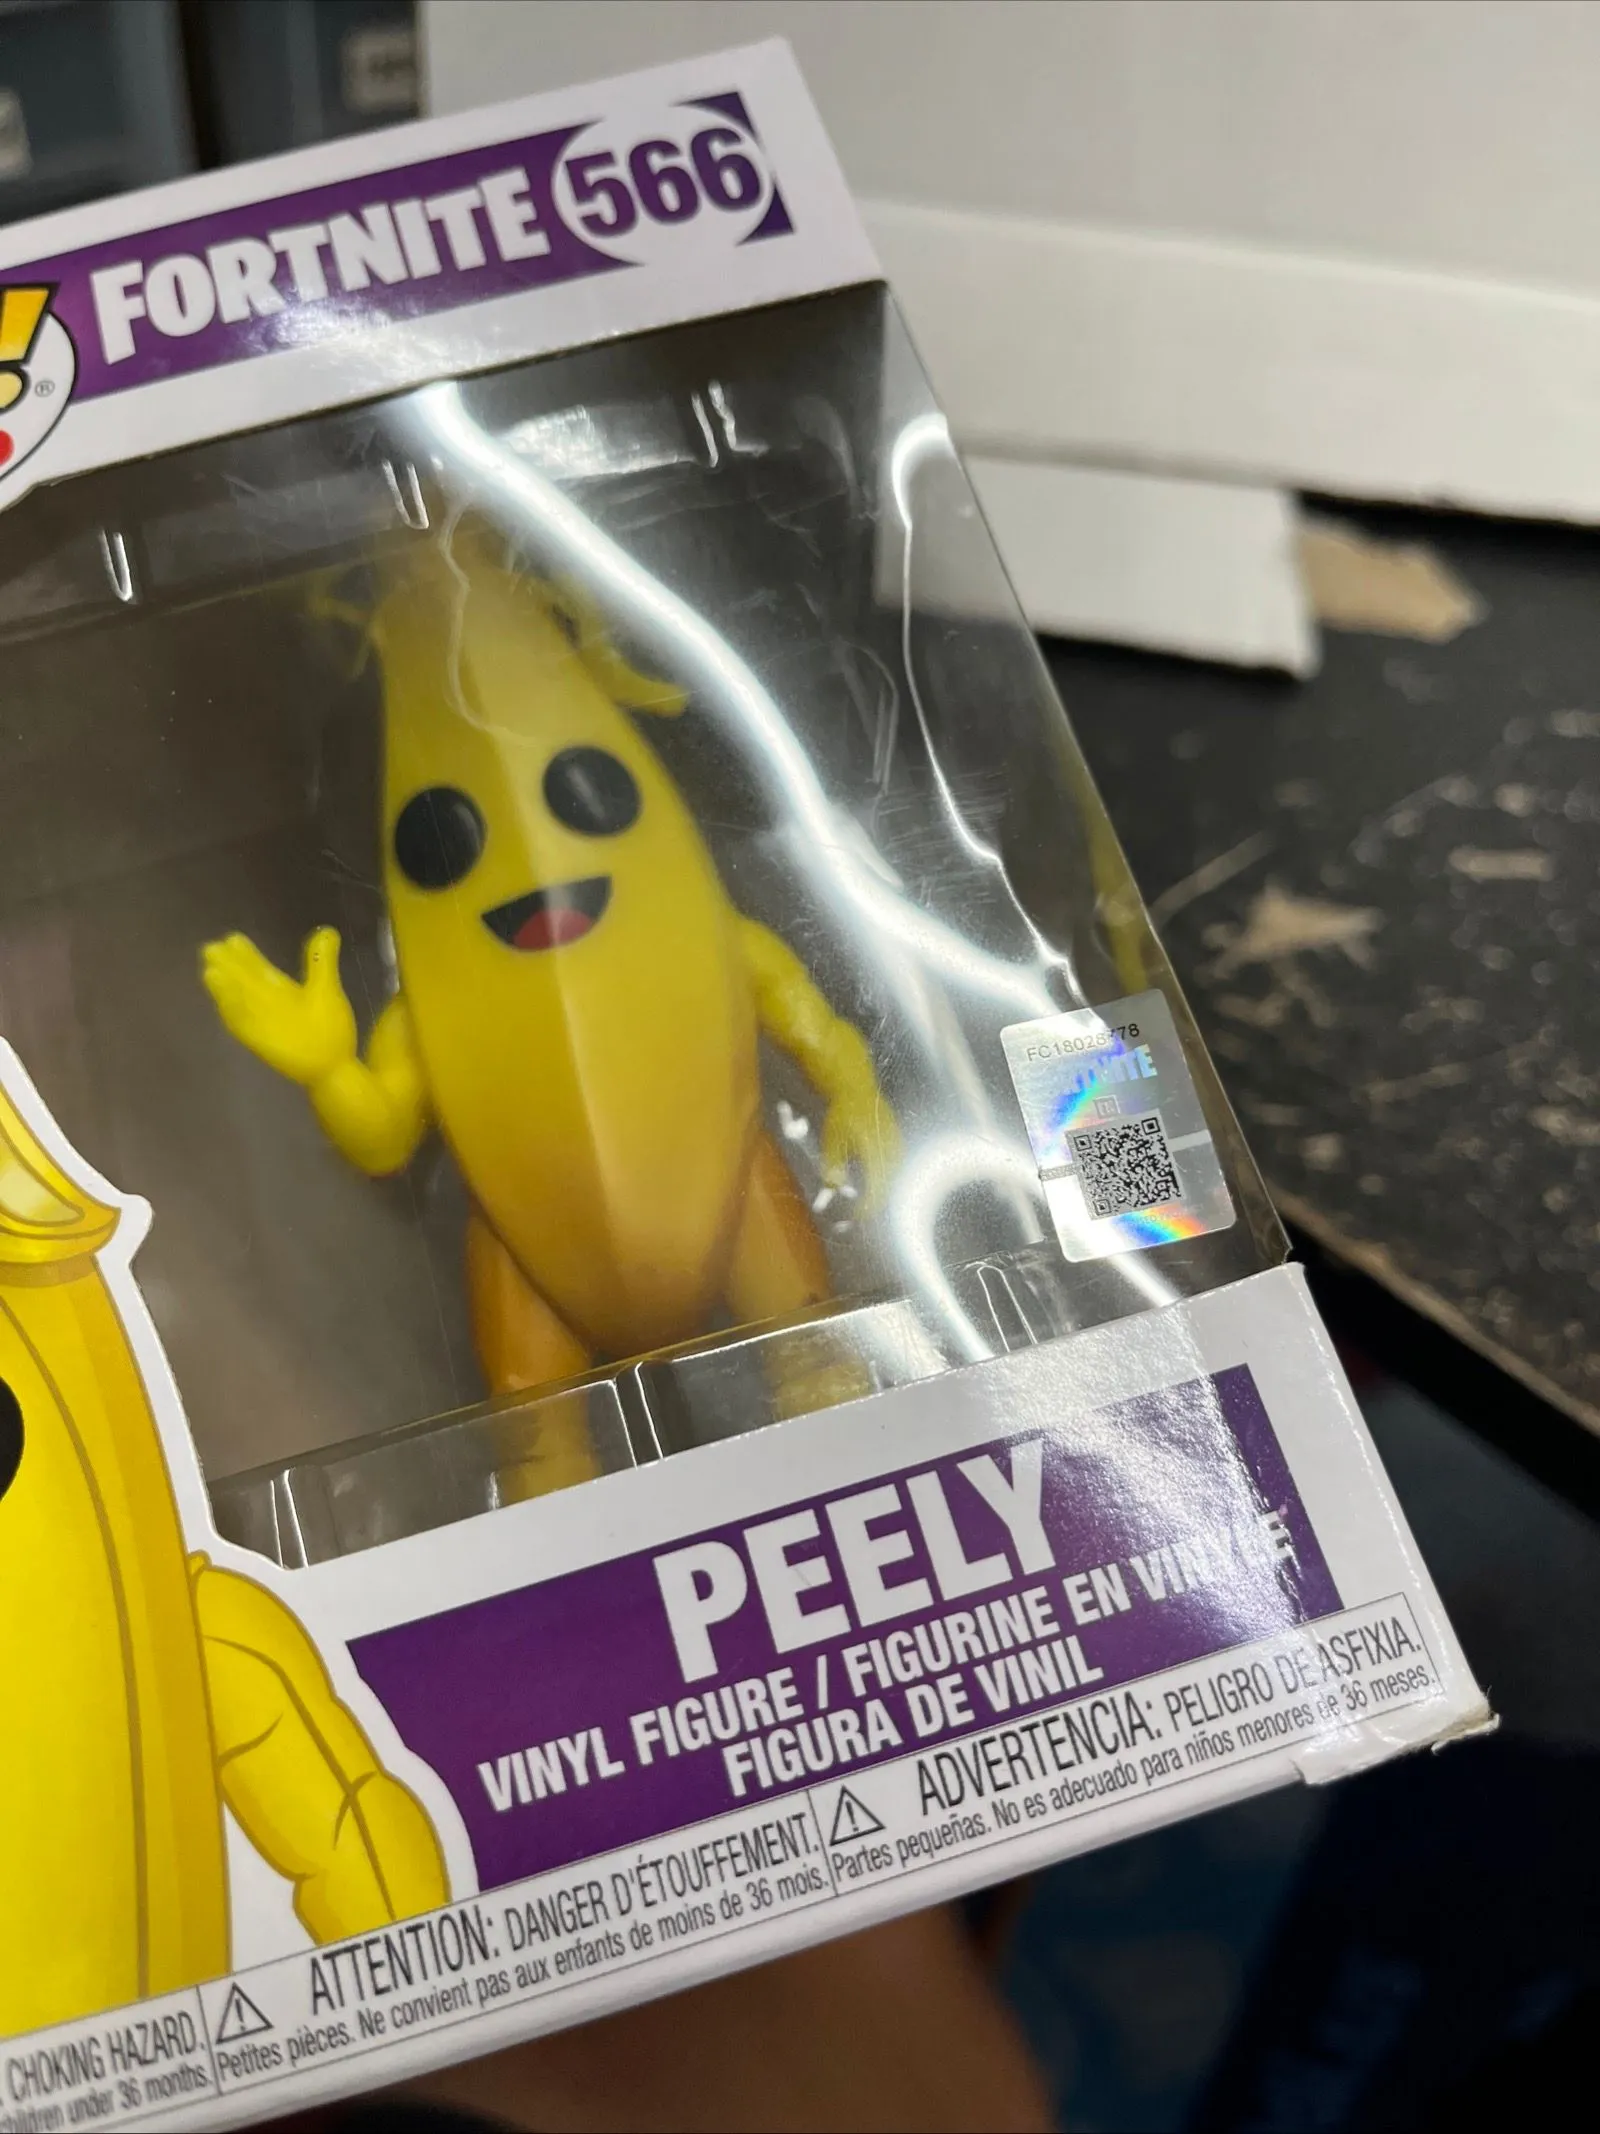 FORTNITE 566
!
®
FC18028778
PEELY
VINYL FIGURE / FIGURINE EN VINYLE
FIGURA DE VINIL
CHOKING HAZARD.
children under 36 months.
ATTENTION: DANGER D'ÉTOUFFEMENT.
Petites pièces. Ne convient pas aux enfants de moins de 36 mois.
ADVERTENCIA: PELIGRO DE ASFIXIA.
Partes pequeñas. No es adecuado para niños menores de 36 meses.